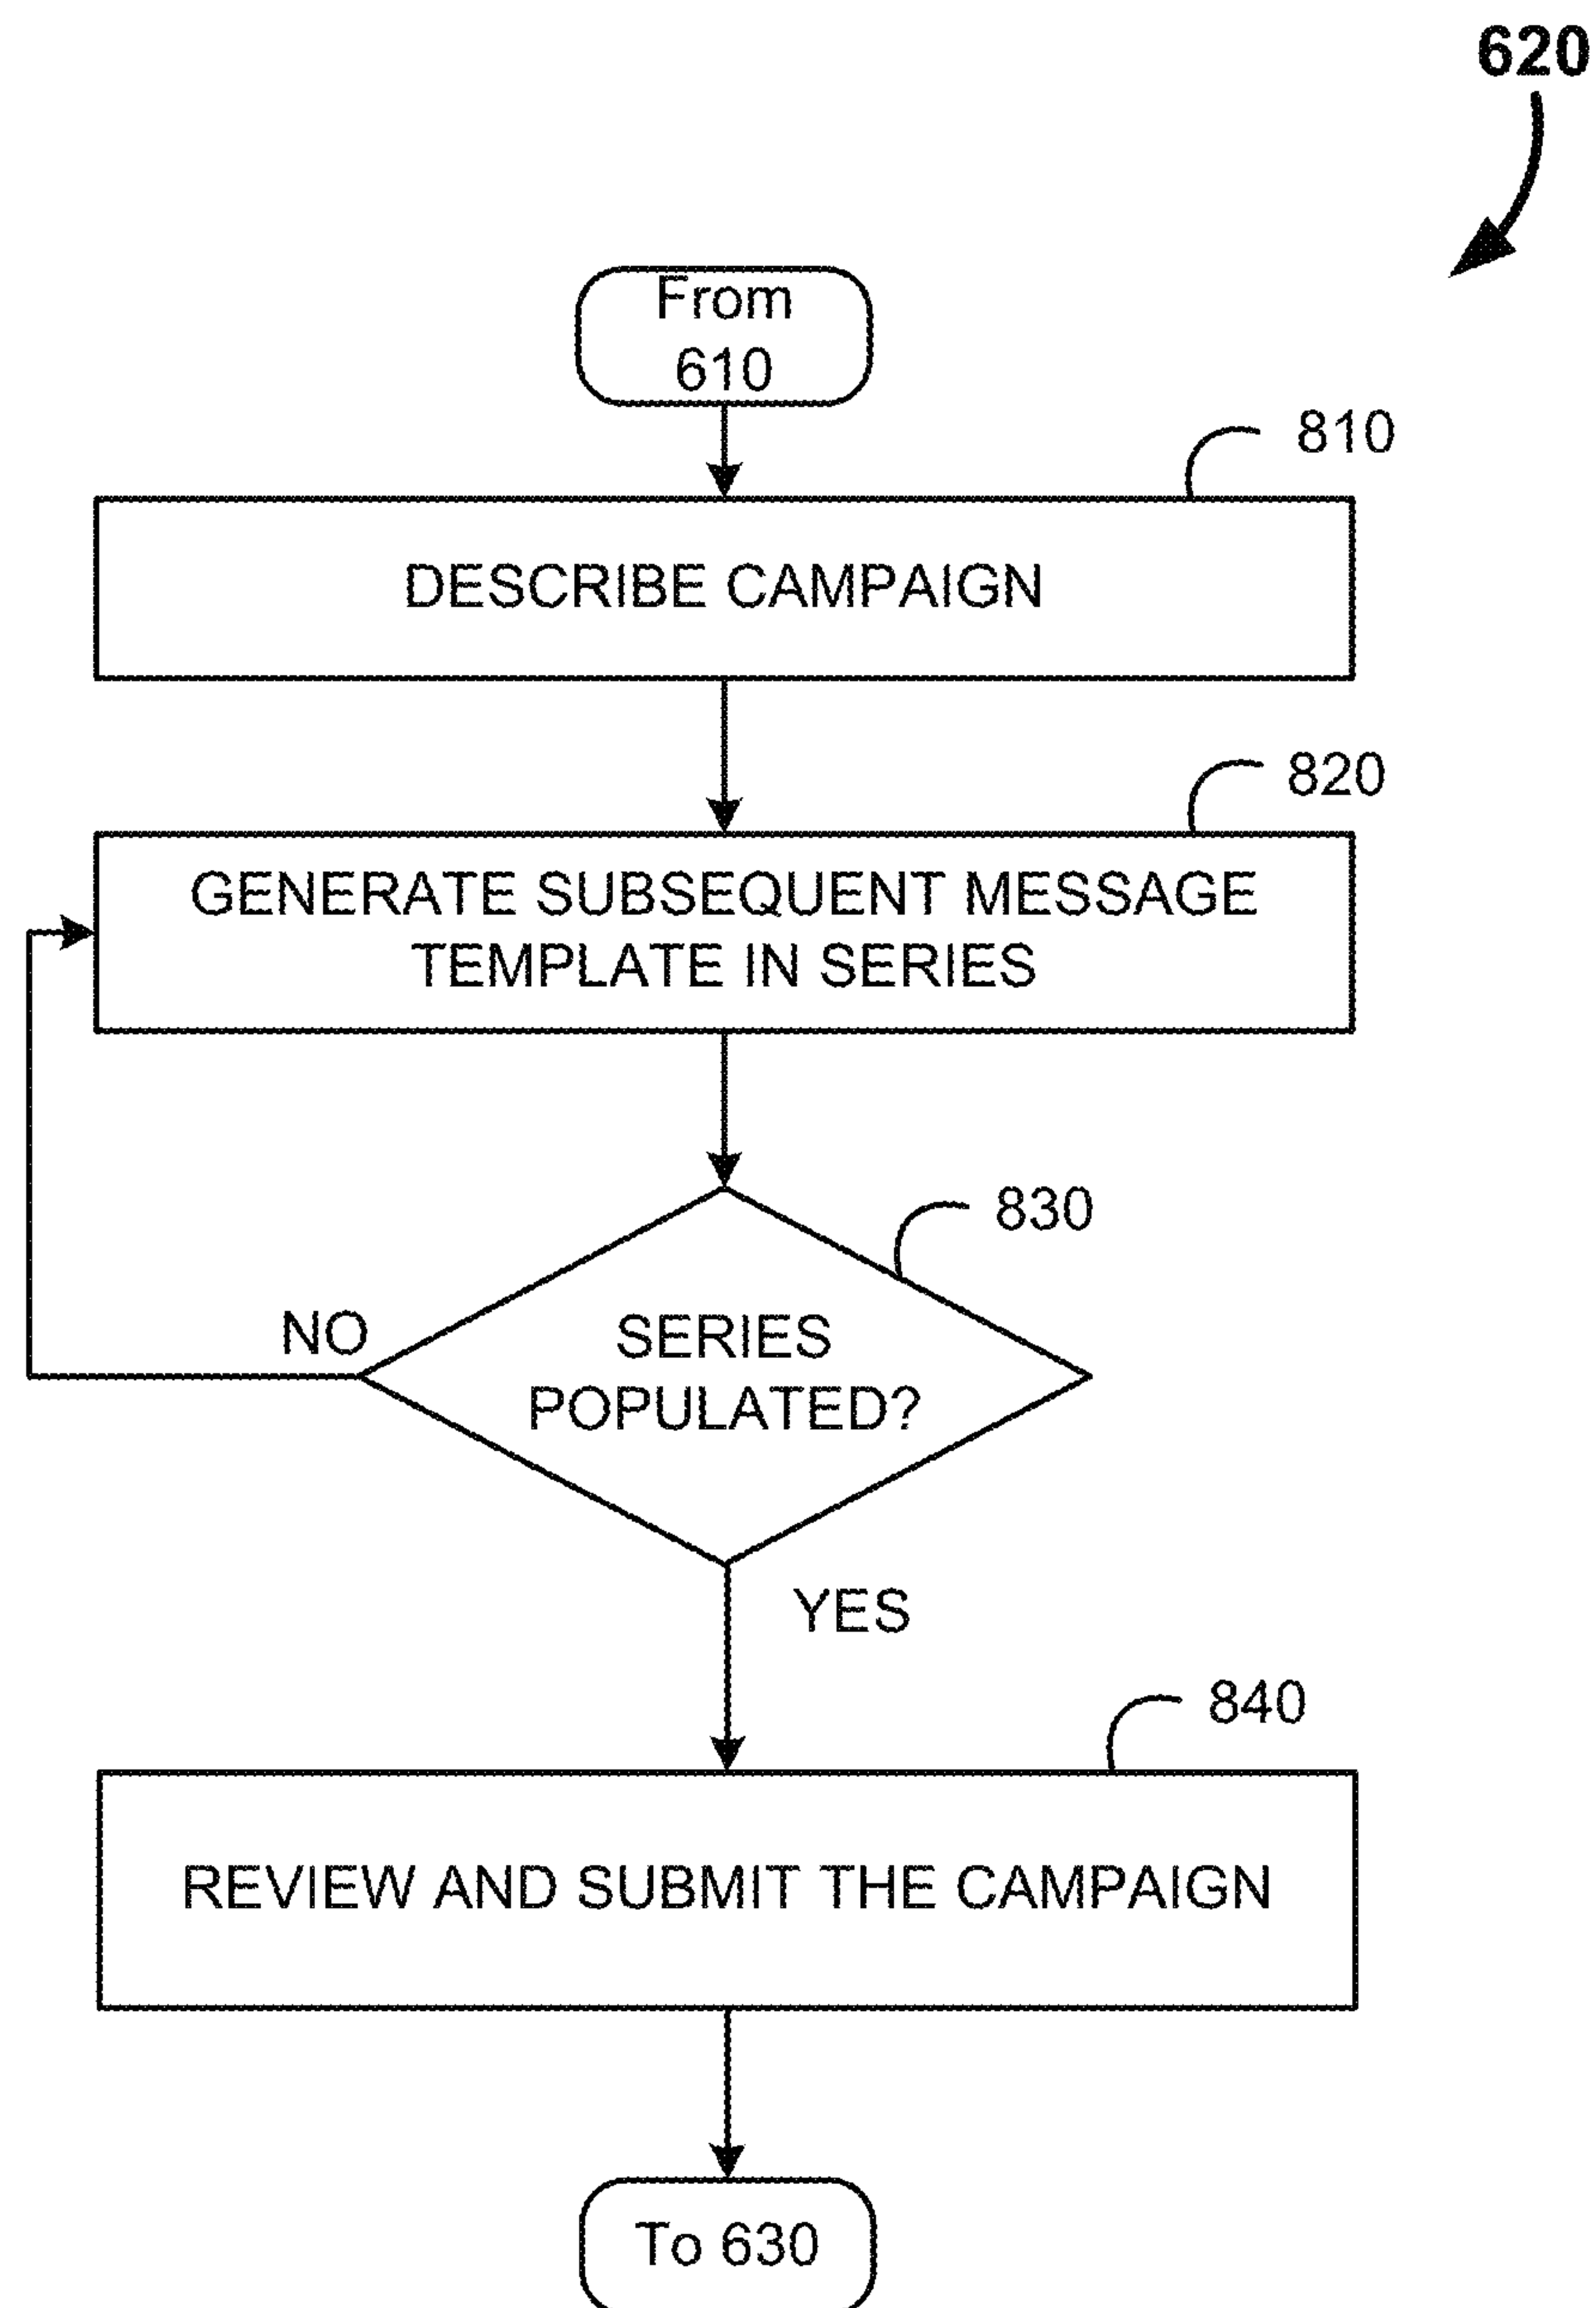 620
From
610
810
DESCRIBE CAMPAIGN
820
GENERATE SUBSEQUENT MESSAGE
TEMPLATE IN SERIES
830
NO
SERIES
POPULATED?
YES
840
REVIEW AND SUBMIT THE CAMPAIGN
To 630